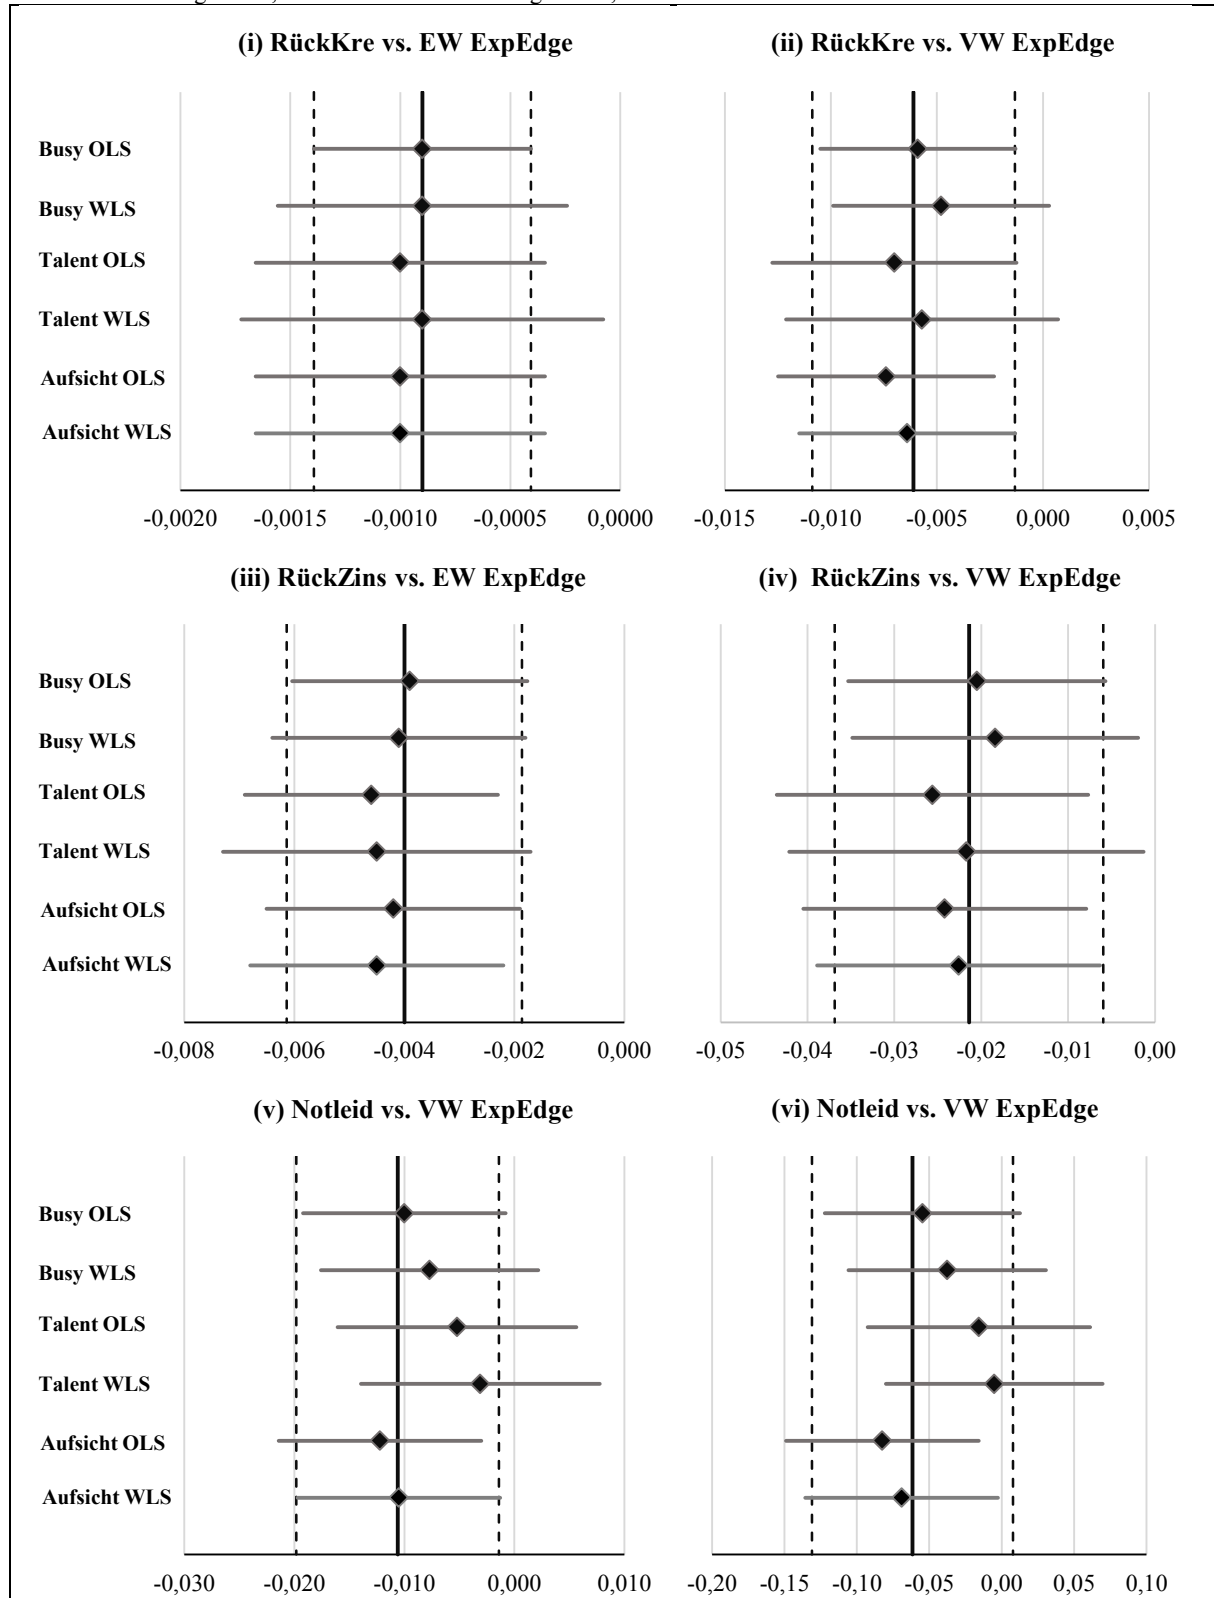 (i) RückKre vs. EW ExpEdge
(ii) RückKre vs. VW ExpEdge
Busy OLS
Busy WLS
Talent OLS
Talent WLS
Aufsicht OLS
Aufsicht WLS
-0,0020 -0,0015 -0,0010 -0,0005 0,0000
-0,015 -0,010 -0,005 0,000 0,005
(iii) RückZins vs. EW ExpEdge
(iv) RückZins vs. VW ExpEdge
Busy OLS
Busy WLS
Talent OLS
Talent WLS
Aufsicht OLS
Aufsicht WLS
-0,008 -0,006 -0,004 -0,002 0,000
-0,05 -0,04 -0,03 -0,02 -0,01 0,00
(v) Notleid vs. VW ExpEdge
(vi) Notleid vs. VW ExpEdge
Busy OLS
Busy WLS
Talent OLS
Talent WLS
Aufsicht OLS
Aufsicht WLS
-0,030 -0,020 -0,010 0,000 0,010
-0,20 -0,15 -0,10 -0,05 0,00 0,05 0,10